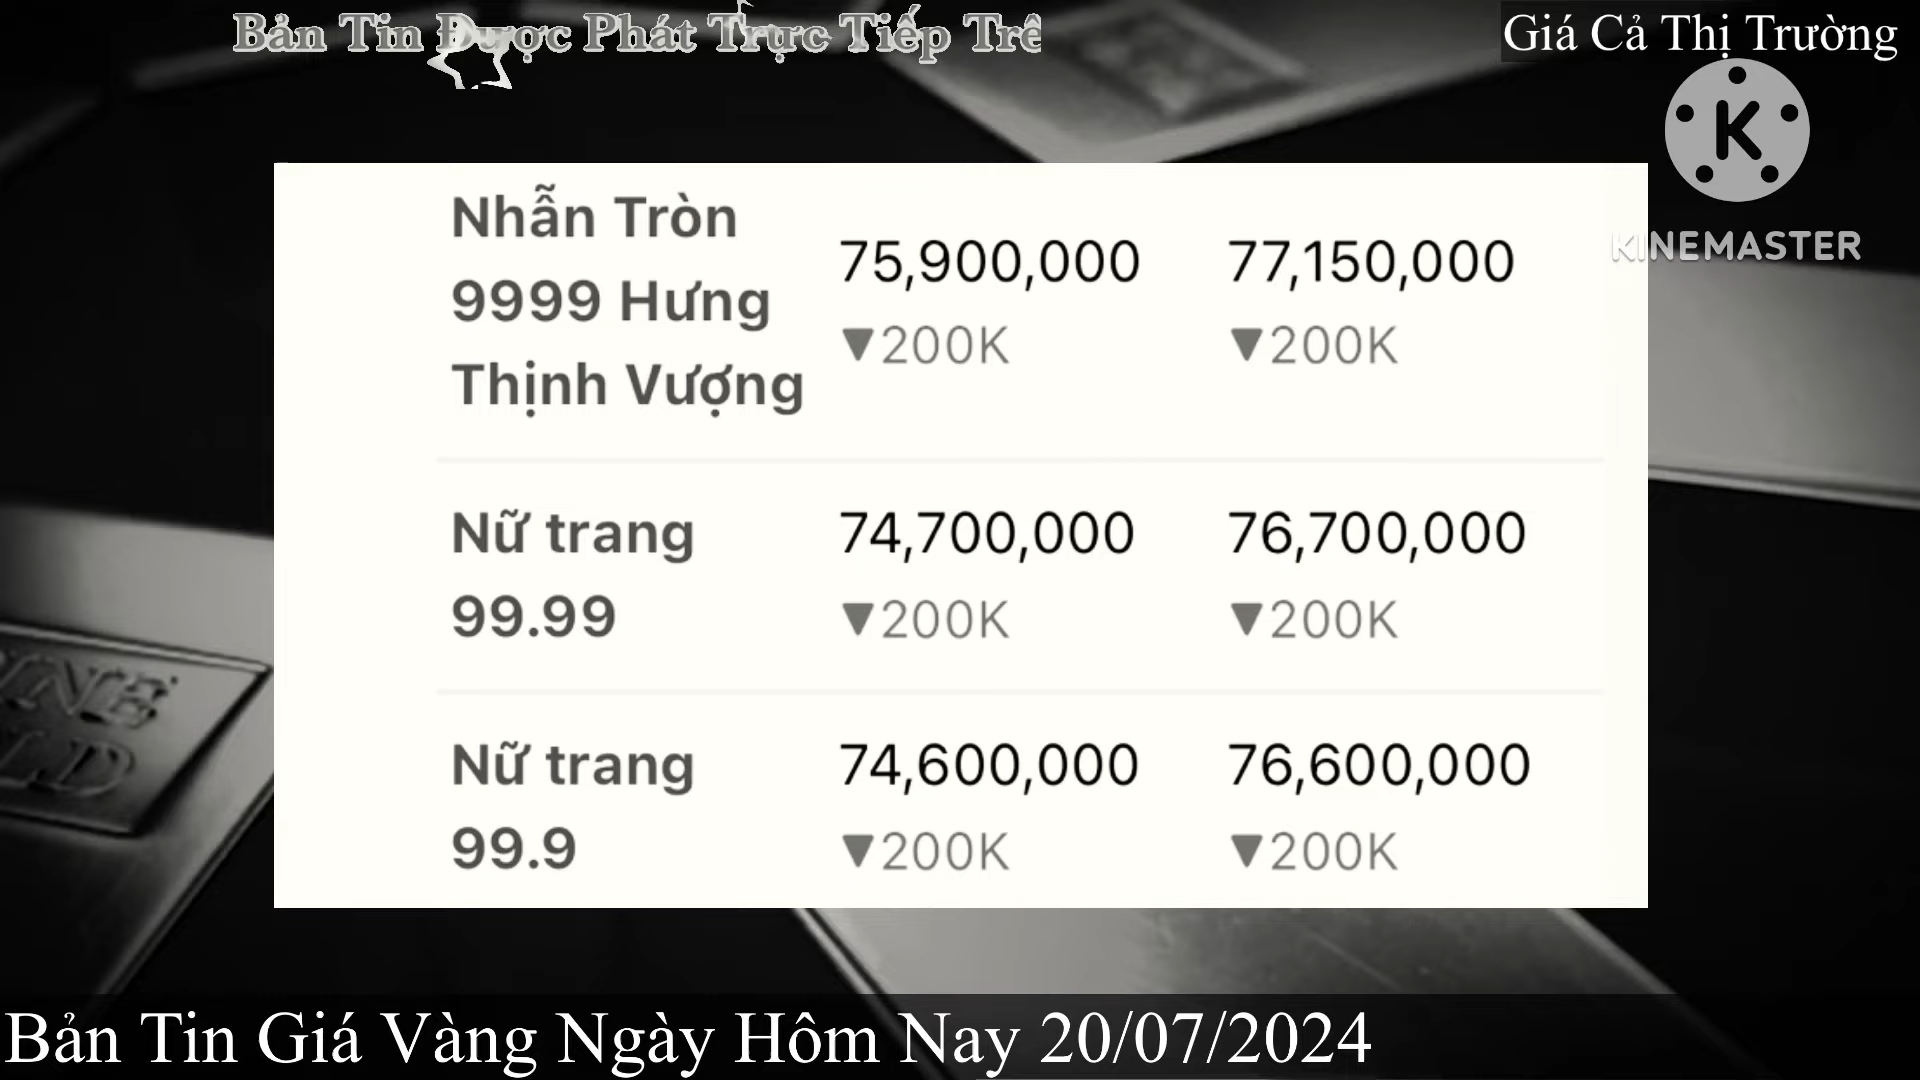 Bản Tin Được Phát Trực Tiếp Trê
Giá Cả Thị Trường
K
KINEMASTER
Nhẫn Tròn
9999 Hưng
Thịnh Vượng
75,900,000 77,150,000
▼200K ▼200K
Nữ trang
99.99
74,700,000 76,700,000
▼200K ▼200K
Nữ trang
99.9
74,600,000 76,600,000
▼200K ▼200K
Bản Tin Giá Vàng Ngày Hôm Nay 20/07/2024